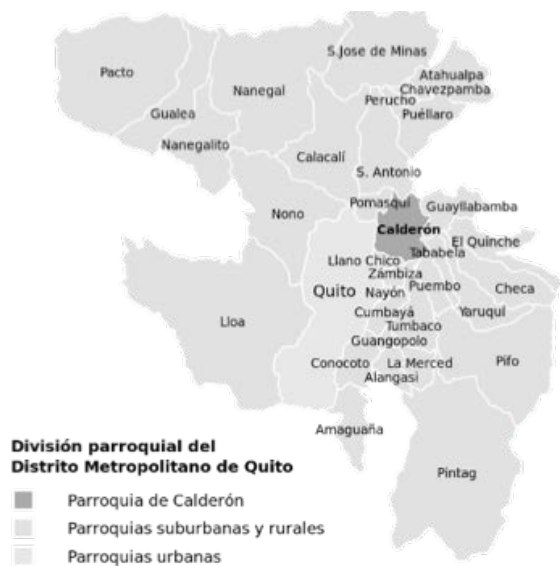 S.Jose de Minas
Pacto
Atahualpa
Nanegal
Chavezpamba
Perucho
Gualea
Puéllaro
Nanegalito
Calacalí
S. Antonio
Pomasqui
Guayllabamba
Nono
Calderón
El Quinche
Tababela
Llano Chico
Zámbiza
Quito
Nayón
Puembo
Checa
Cumbayá
Yaruquí
Lloa
Tumbaco
Guangopolo
Conocoto
La Merced
Pifo
Alangasi
Amaguaña
Pintag
División parroquial del
Distrito Metropolitano de Quito
Parroquia de Calderón
Parroquias suburbanas y rurales
Parroquias urbanas